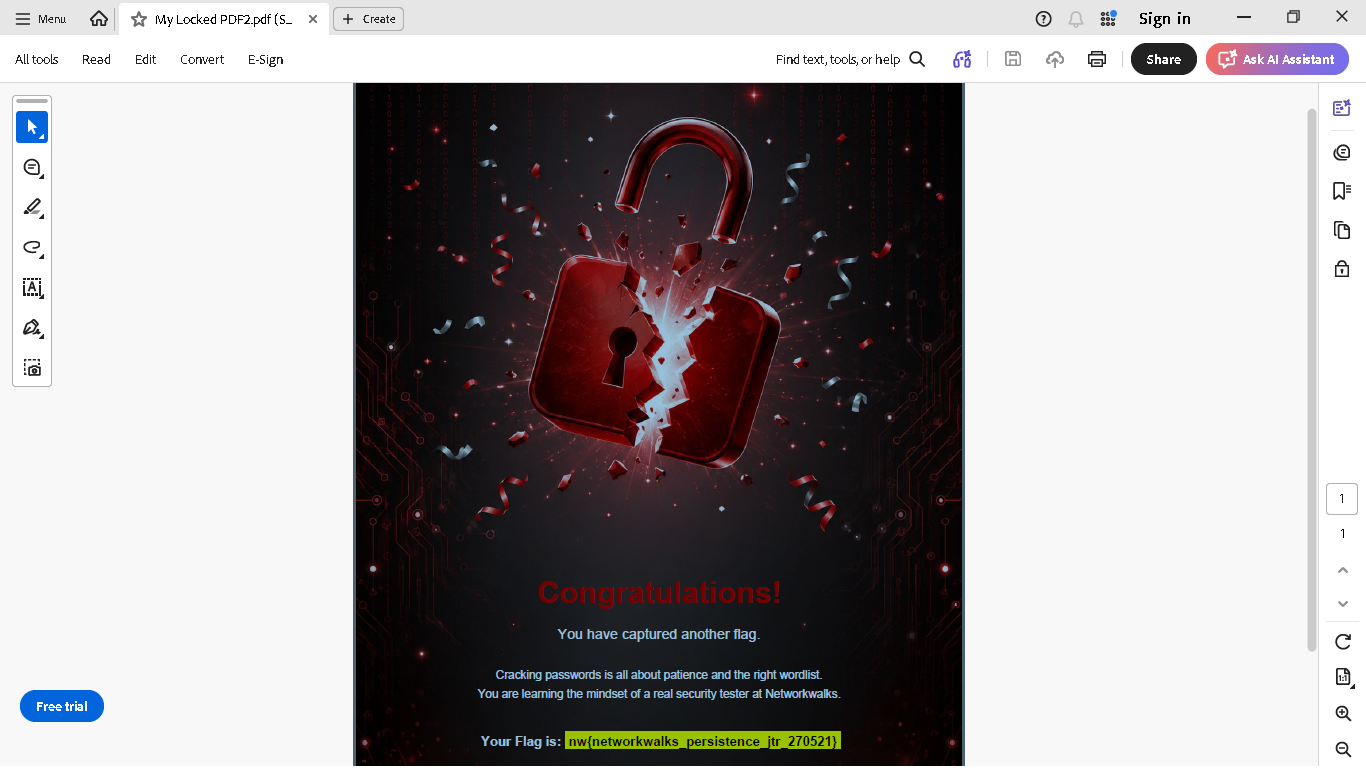 Menu
My Locked PDF2.pdf (S...
Create
Sign in
All tools
Read
Edit
Convert
E-Sign
Find text, tools, or help
Share
Ask AI Assistant
Congratulations!
You have captured another flag.
Cracking passwords is all about patience and the right wordlist.
You are learning the mindset of a real security tester at Networkwalks.
Your Flag is: nw{networkwalks_persistence_jtr_270521}
Free trial
1
1
1:1